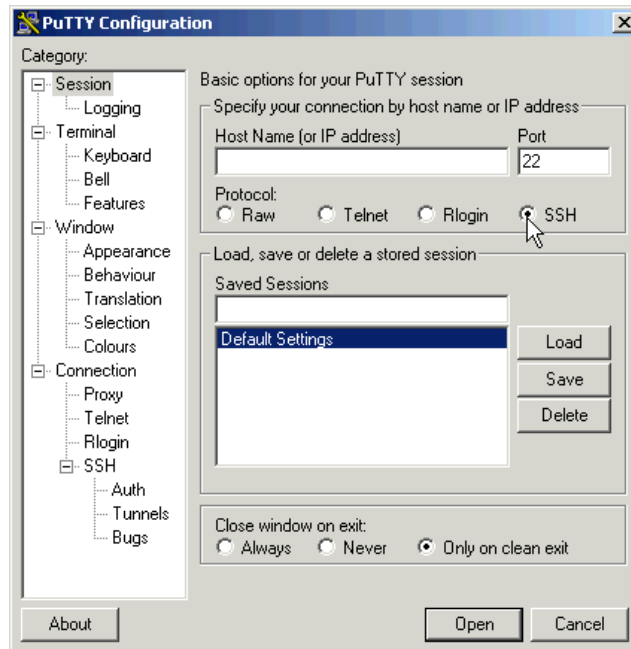 PuTTY Configuration
Category:
Session
Logging
Terminal
Keyboard
Bell
Features
Window
Appearance
Behaviour
Translation
Selection
Colours
Connection
Proxy
Telnet
Rlogin
SSH
Auth
Tunnels
Bugs
Basic options for your PuTTY session
Specify your connection by host name or IP address
Host Name (or IP address) Port
22
Protocol:
Raw Telnet Rlogin SSH
Load, save or delete a stored session
Saved Sessions
Default Settings
Load
Save
Delete
Close window on exit:
Always Never Only on clean exit
About Open Cancel